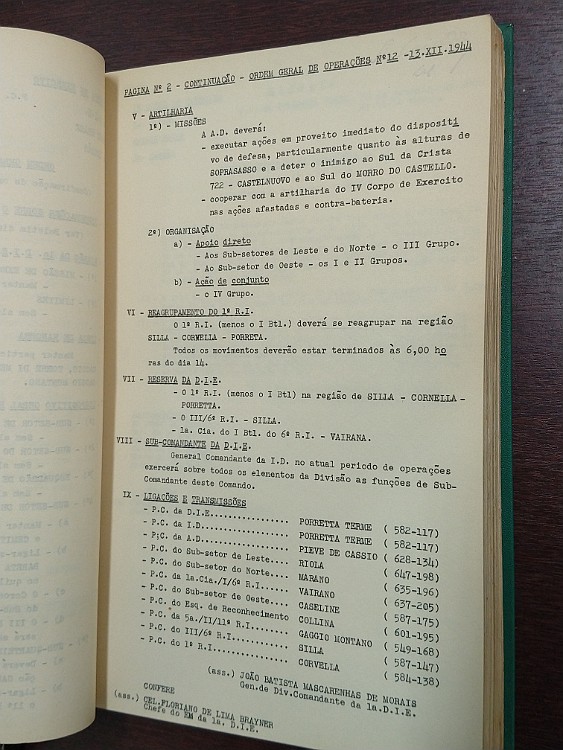 PAGINA Nº 2 - CONTINUAÇÃO - ORDEM GERAL DE OPERAÇÕES Nº12 -13.XII.1944
V - ARTILHARIA
1º) - MISSÕES
A A.D. deverá:
- executar ações em proveito imediato do dispositi
vo de defesa, particularmente quanto às alturas de
SOPRASASSO e a deter o inimigo ao Sul da Crista
722 - CASTELNUOVO e ao Sul do MORRO DO CASTELLO.
- cooperar com a artilharia do IV Corpo de Exercito
nas ações afastadas e contra-bateria.
2º) ORGANISAÇÃO
a) - Apoio direto
- Aos Sub-setores de Leste e do Norte - o III Grupo.
- Ao Sub-setor de Oeste - os I e II Grupos.
b) - Ação de conjunto
- o IV Grupo.
VI - REAGRUPAMENTO DO 1º R.I.
O 1º R.I. (menos o I Btl.) deverá se reagrupar na região
SILLA - CORNELLA - PORRETA.
Todos os movimentos deverão estar terminados às 6,00 ho
ras do dia 14.
VII - RESERVA DA D.I.E.
- O 1º R.I. (menos o I Btl) na região de SILLA - CORNELLA -
PORRETTA.
- O III/6º R.I. - SILLA.
- 1a. Cia. do I Btl. do 6º R.I. - VAIRANA.
VIII - SUB-COMANDANTE DA D.I.E.
General Comandante da I.D. no atual periodo de operações
exercerá sobre todos os elementos da Divisão as funções de Sub-
Comandante deste Comando.
IX - LIGAÇÕES E TRANSMISSÕES
- P.C. da D.I.E................ PORRETTA TERME ( 582-117)
- P.C. da I.D.................. PORRETTA TERME ( 582-117)
- P.C. da A.D.................. PIEVE DE CASSIO ( 628-134)
- P.C. do Sub-setor de Leste.... RIOLA ( 647-198)
- P.C. do Sub-setor do Norte.... MARANO ( 635-196)
- P.C. da 1a.Cia./I/6º R.I...... VAIRANO ( 637-205)
- P.C. do Sub-setor de Oeste.... CASELINE ( 587-175)
- P.C. do Esq. de Reconhecimento COLLINA ( 601-195)
- P.C. da 5a./II/11º R.I........ GAGGIO MONTANO ( 549-168)
- P.C. do III/6º R.I............ SILLA ( 587-147)
- P.C. do 1º R.I................ CORVELLA ( 584-138)
(ass.) JOÃO BATISTA MASCARENHAS DE MORAIS
Gen.de Div.Comandante da 1a.D.I.E.
CONFERE
(ass.) CEL.FLORIANO DE LIMA BRAYNER
Chefe do EM da 1a. D.I.E.